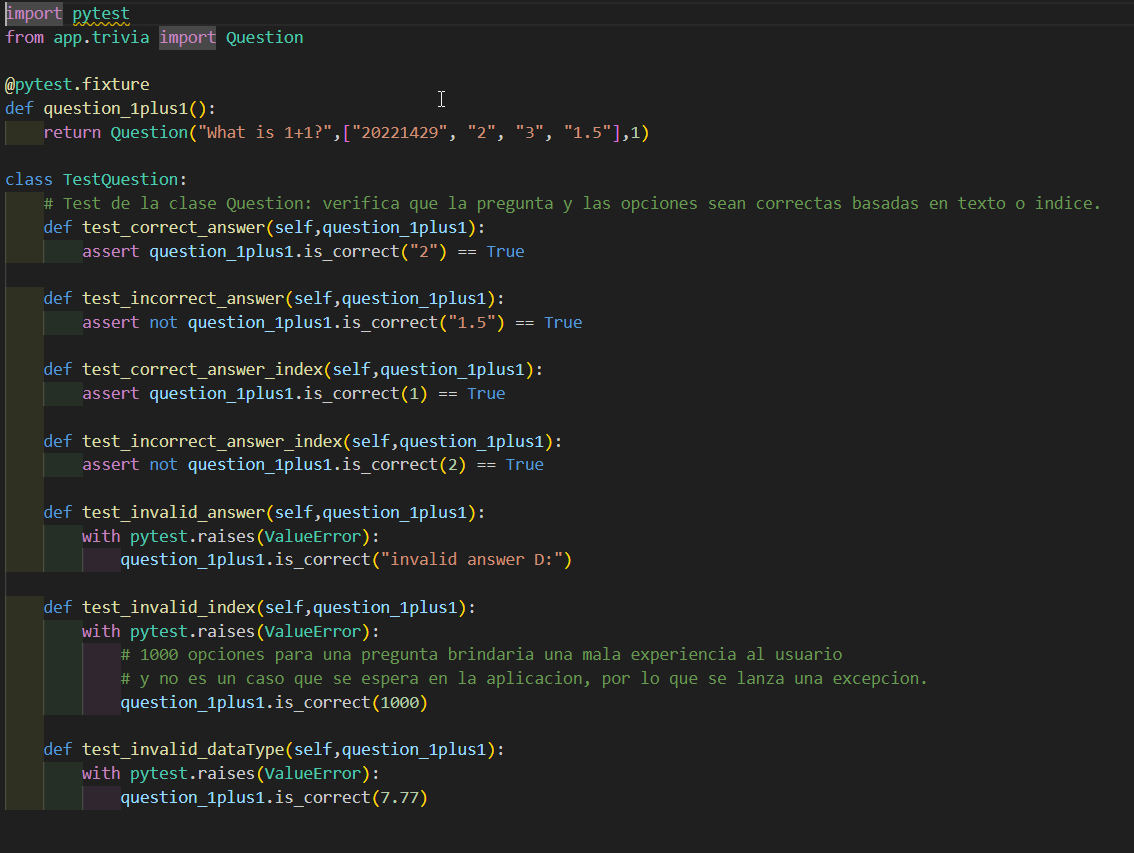 import pytest
from app.trivia import Question

@pytest.fixture
def question_1plus1():
    return Question("What is 1+1?",["20221429", "2", "3", "1.5"],1)

class TestQuestion:
    # Test de la clase Question: verifica que la pregunta y las opciones sean correctas basadas en texto o indice.
    def test_correct_answer(self,question_1plus1):
        assert question_1plus1.is_correct("2") == True

    def test_incorrect_answer(self,question_1plus1):
        assert not question_1plus1.is_correct("1.5") == True

    def test_correct_answer_index(self,question_1plus1):
        assert question_1plus1.is_correct(1) == True

    def test_incorrect_answer_index(self,question_1plus1):
        assert not question_1plus1.is_correct(2) == True

    def test_invalid_answer(self,question_1plus1):
        with pytest.raises(ValueError):
            question_1plus1.is_correct("invalid answer D:")

    def test_invalid_index(self,question_1plus1):
        with pytest.raises(ValueError):
            # 1000 opciones para una pregunta brindaria una mala experiencia al usuario
            # y no es un caso que se espera en la aplicacion, por lo que se lanza una excepcion.
            question_1plus1.is_correct(1000)

    def test_invalid_dataType(self,question_1plus1):
        with pytest.raises(ValueError):
            question_1plus1.is_correct(7.77)